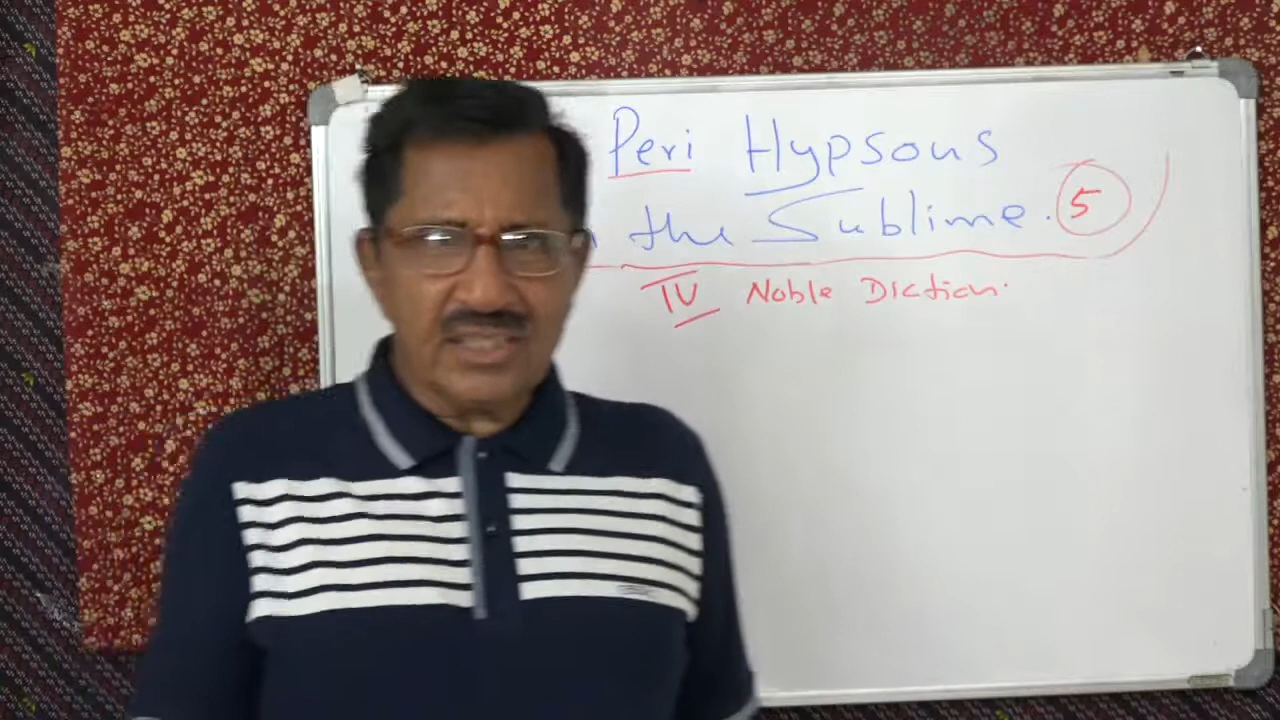 Peri Hypsous
the Sublime. 5
IV Noble Diction.